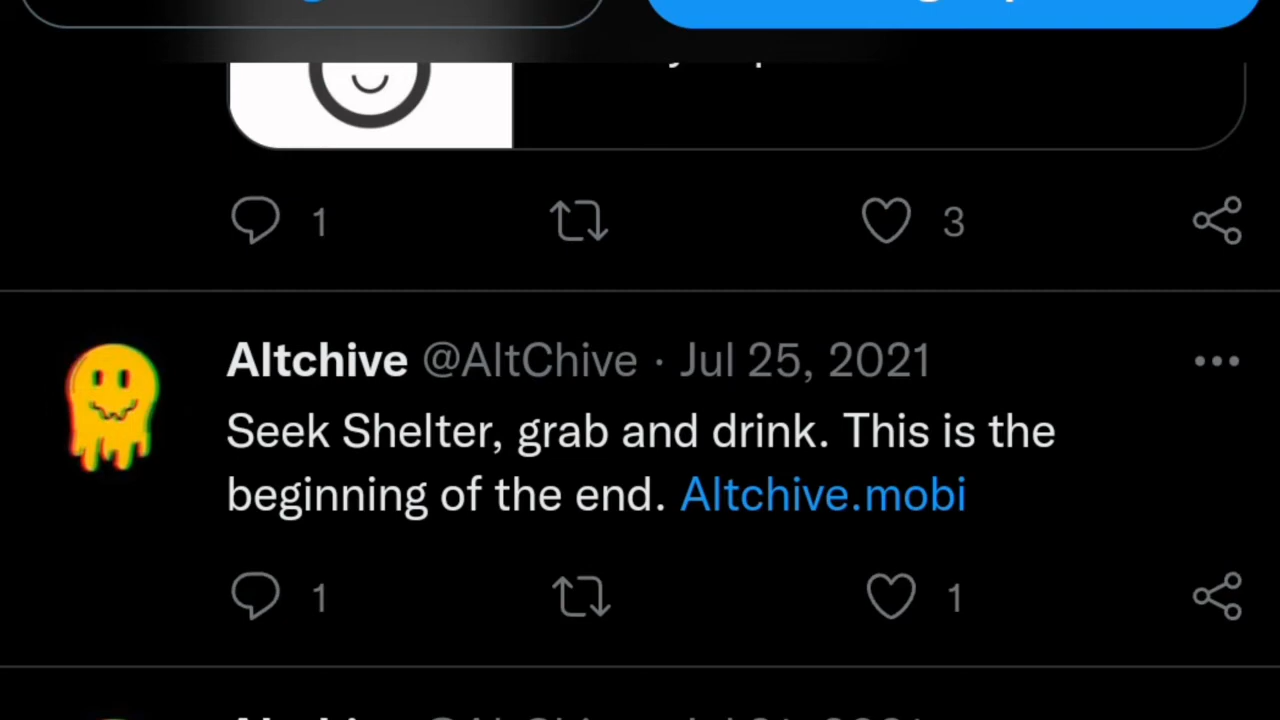 1 3
Altchive @AltChive · Jul 25, 2021
Seek Shelter, grab and drink. This is the
beginning of the end. Altchive.mobi
1 1